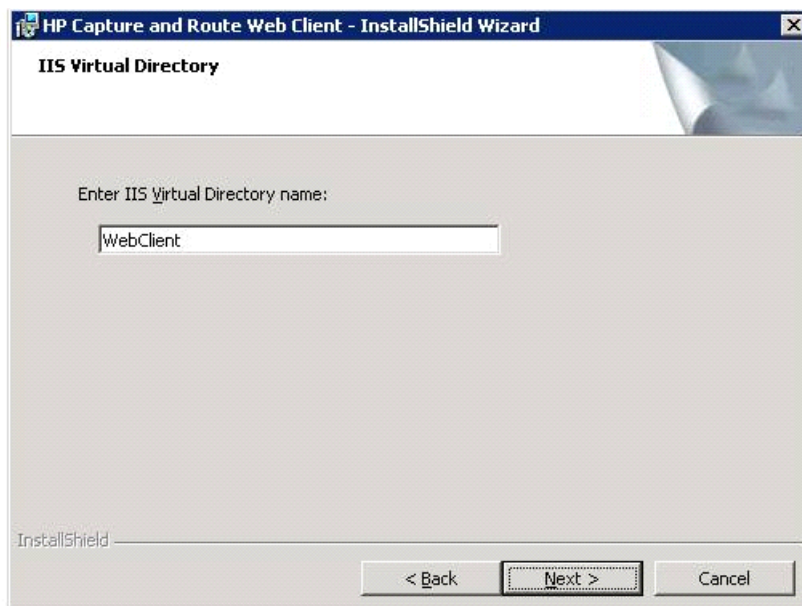 HP Capture and Route Web Client - InstallShield Wizard
IIS Virtual Directory
Enter IIS Virtual Directory name:
WebClient
InstallShield
< Back
Next >
Cancel